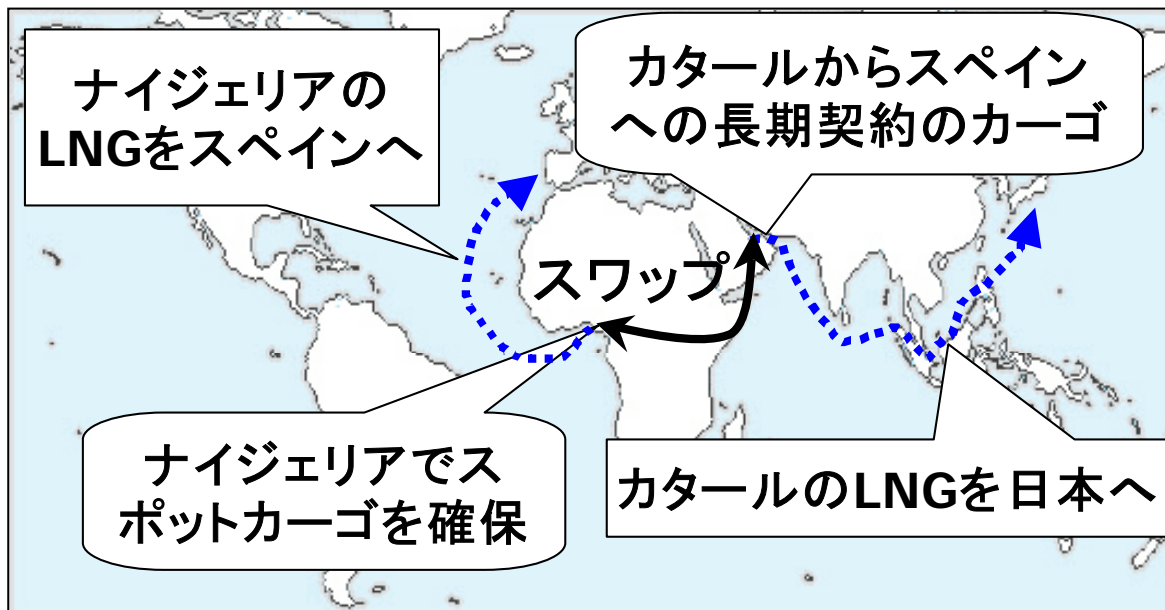 ナイジェリアの
LNGをスペインへ
カタールからスペイン
への長期契約のカーゴ
スワップ
ナイジェリアでス
ポットカーゴを確保
カタールのLNGを日本へ